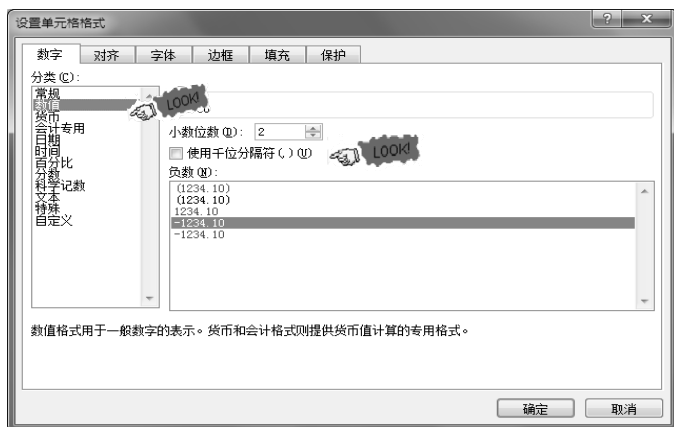 设置单元格格式
数字 对齐 字体 边框 填充 保护
分类(C):
常规
数值
货币
会计专用
日期
时间
百分比
分数
科学记数
文本
特殊
自定义
LOOK!
小数位数(D): 2
使用千位分隔符(,)(U)
LOOK!
负数(N):
(1234.10)
(1234.10)
1234.10
-1234.10
-1234.10
数值格式用于一般数字的表示。货币和会计格式则提供货币值计算的专用格式。
确定 取消